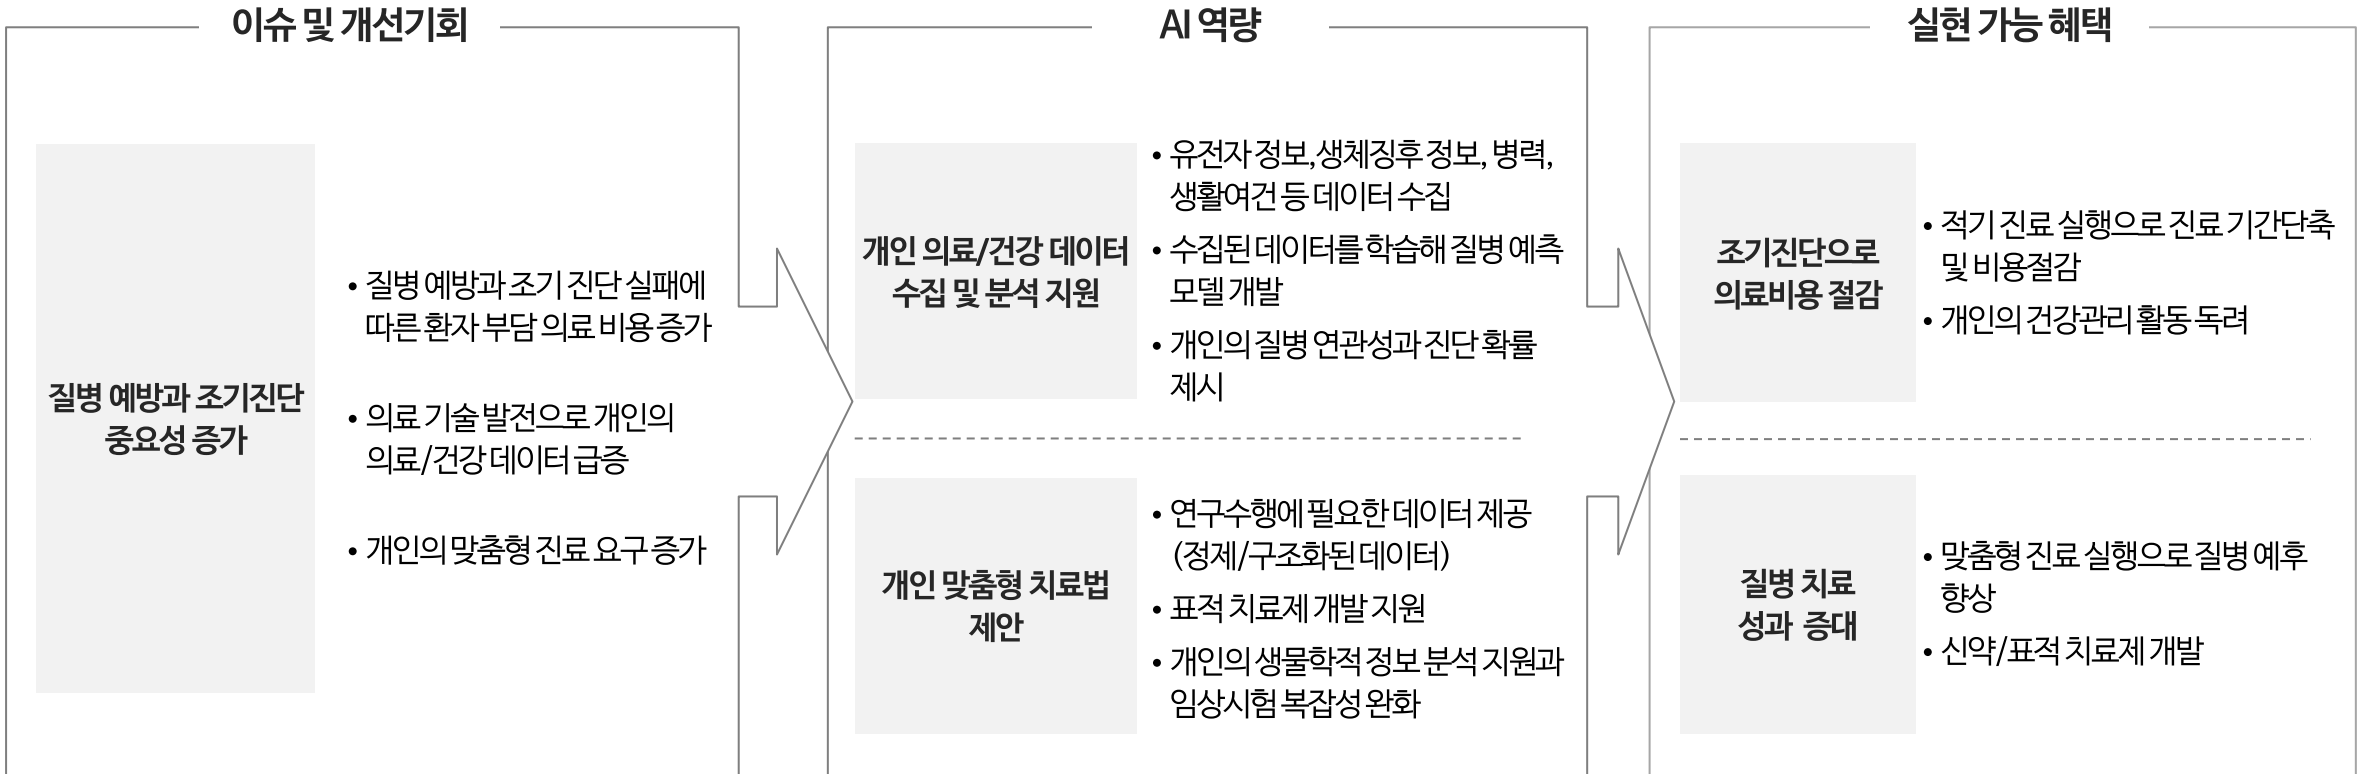 이슈 및 개선기회
질병 예방과 조기진단
중요성 증가
• 질병 예방과 조기 진단 실패에
따른 환자 부담 의료 비용 증가
• 의료 기술 발전으로 개인의
의료/건강 데이터 급증
• 개인의 맞춤형 진료 요구 증가
AI 역량
개인 의료/건강 데이터
수집 및 분석 지원
• 유전자 정보, 생체징후 정보, 병력,
생활여건 등 데이터 수집
• 수집된 데이터를 학습해 질병 예측
모델 개발
• 개인의 질병 연관성과 진단 확률
제시
개인 맞춤형 치료법
제안
• 연구수행에 필요한 데이터 제공
(정제/구조화된 데이터)
• 표적 치료제 개발 지원
• 개인의 생물학적 정보 분석 지원과
임상시험 복잡성 완화
실현 가능 혜택
조기진단으로
의료비용 절감
• 적기 진료 실행으로 진료 기간단축
및 비용절감
• 개인의 건강관리 활동 독려
질병 치료
성과 증대
• 맞춤형 진료 실행으로 질병 예후
향상
• 신약/표적 치료제 개발